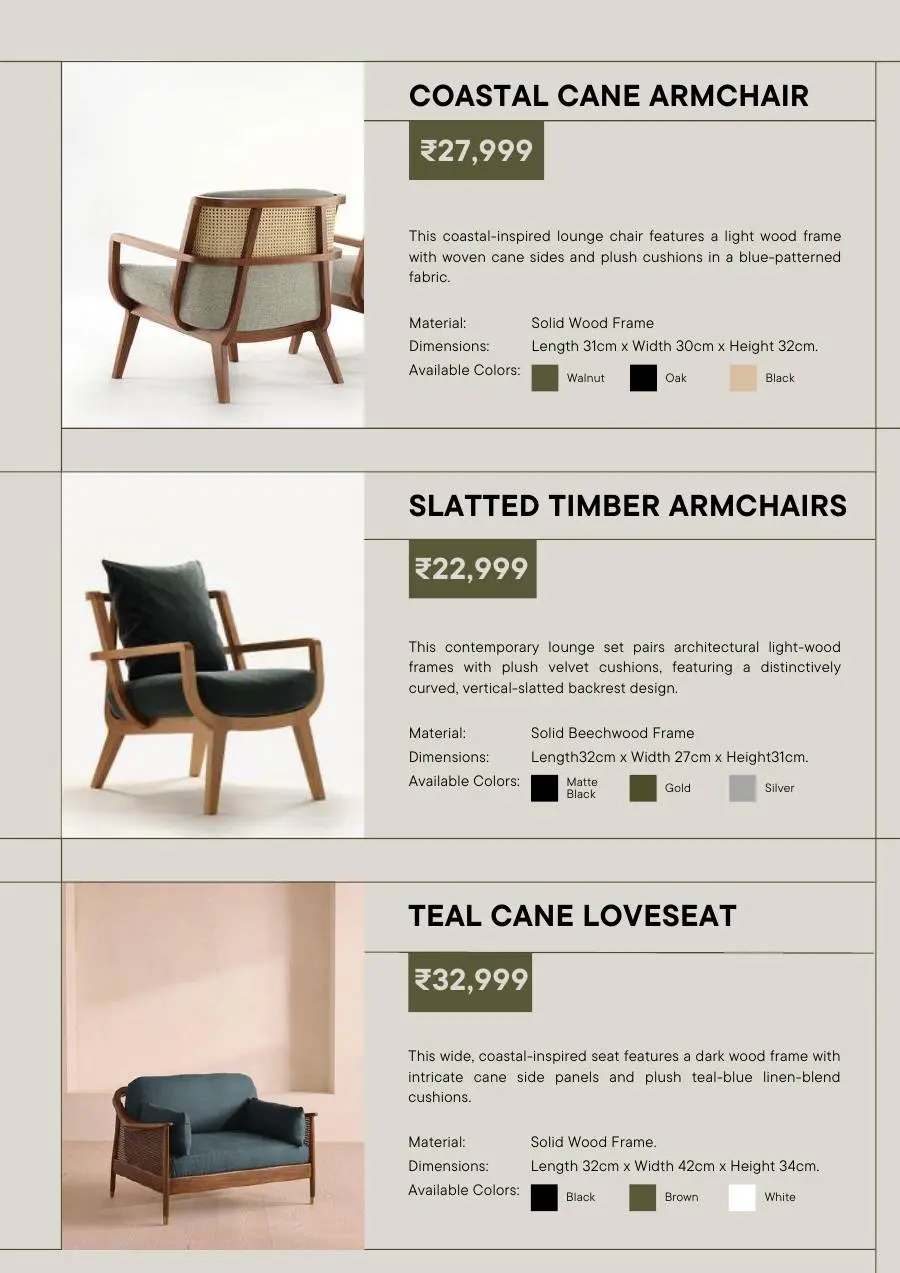 COASTAL CANE ARMCHAIR
₹27,999
This coastal-inspired lounge chair features a light wood frame
with woven cane sides and plush cushions in a blue-patterned
fabric.
Material: Solid Wood Frame
Dimensions: Length 31cm x Width 30cm x Height 32cm.
Available Colors: Walnut Oak Black
SLATTED TIMBER ARMCHAIRS
₹22,999
This contemporary lounge set pairs architectural light-wood
frames with plush velvet cushions, featuring a distinctively
curved, vertical-slatted backrest design.
Material: Solid Beechwood Frame
Dimensions: Length32cm x Width 27cm x Height31cm.
Available Colors: Matte Black Gold Silver
TEAL CANE LOVESEAT
₹32,999
This wide, coastal-inspired seat features a dark wood frame with
intricate cane side panels and plush teal-blue linen-blend
cushions.
Material: Solid Wood Frame.
Dimensions: Length 32cm x Width 42cm x Height 34cm.
Available Colors: Black Brown White